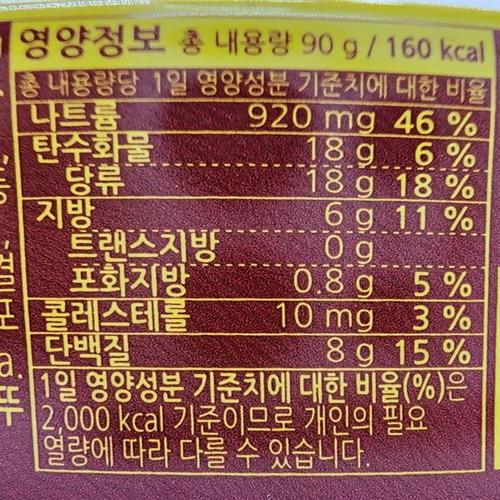 영양정보 총 내용량 90 g / 160 kcal
총 내용량당 1일 영양성분 기준치에 대한 비율
나트륨 920 mg 46 %
탄수화물 18 g 6 %
당류 18 g 18 %
지방 6 g 11 %
트랜스지방 0 g
포화지방 0.8 g 5 %
콜레스테롤 10 mg 3 %
단백질 8 g 15 %
1일 영양성분 기준치에 대한 비율(%)은
2,000 kcal 기준이므로 개인의 필요
열량에 따라 다를 수 있습니다.